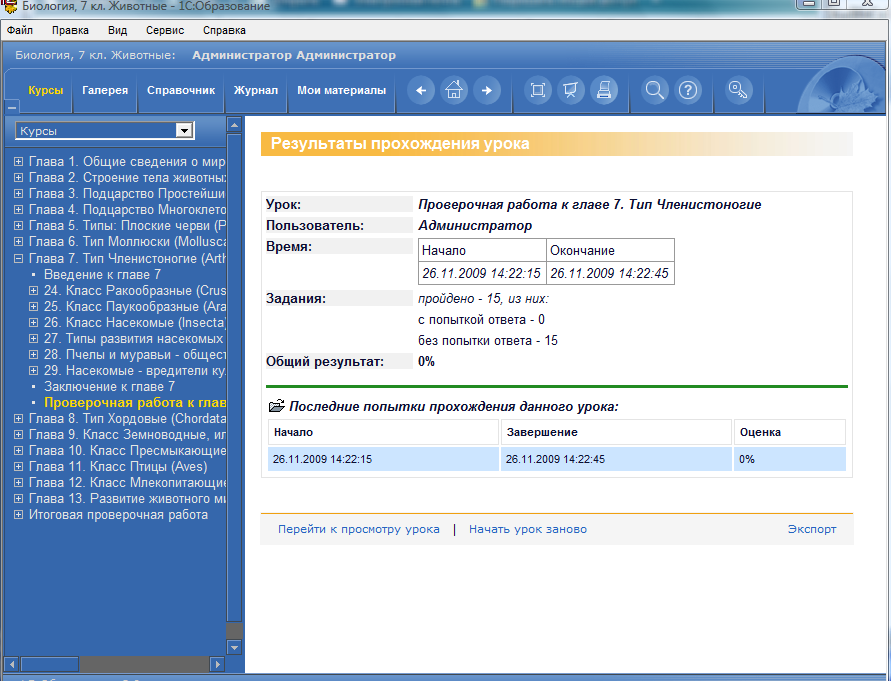 Биология, 7 кл. Животные - 1С:Образование
Файл Правка Вид Сервис Справка
Биология, 7 кл. Животные: Администратор Администратор
Курсы Галерея Справочник Журнал Мои материалы
Курсы
Глава 1. Общие сведения о мир
Глава 2. Строение тела животны
Глава 3. Подцарство Простейши
Глава 4. Подцарство Многоклето
Глава 5. Типы: Плоские черви (P
Глава 6. Тип Моллюски (Mollusca
Глава 7. Тип Членистоногие (Arth
Введение к главе 7
24. Класс Ракообразные (Crus
25. Класс Паукообразные (Ara
26. Класс Насекомые (Insecta)
27. Типы развития насекомых
28. Пчелы и муравьи - общест
29. Насекомые - вредители ку
Заключение к главе 7
Проверочная работа к глав
Глава 8. Тип Хордовые (Chordata
Глава 9. Класс Земноводные, ил
Глава 10. Класс Пресмыкающие
Глава 11. Класс Птицы (Aves)
Глава 12. Класс Млекопитающие
Глава 13. Развитие животного ми
Итоговая проверочная работа
Результаты прохождения урока
Урок: Проверочная работа к главе 7. Тип Членистоногие
Пользователь: Администратор
Время: Начало Окончание
26.11.2009 14:22:15 26.11.2009 14:22:45
Задания: пройдено - 15, из них:
с попыткой ответа - 0
без попытки ответа - 15
Общий результат: 0%
Последние попытки прохождения данного урока:
Начало Завершение Оценка
26.11.2009 14:22:15 26.11.2009 14:22:45 0%
Перейти к просмотру урока | Начать урок заново Экспорт